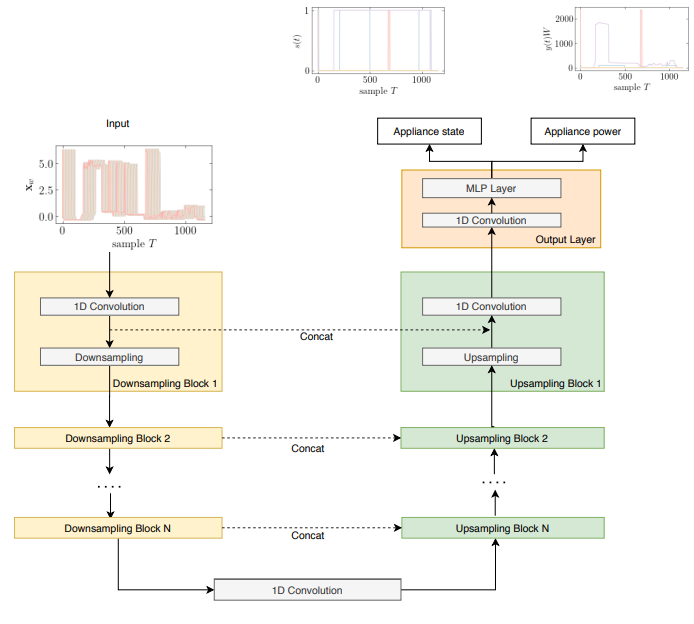 1
s(t)
0
0
500
1000
sample T
2000
1000
0
y(t)W
0
500
1000
sample T
Input
Appliance state
Appliance power
5.0
2.5
0.0
X_w
0
500
1000
sample T
MLP Layer
1D Convolution
Output Layer
1D Convolution
Downsampling
Downsampling Block 1
Concat
1D Convolution
Upsampling
Upsampling Block 1
Downsampling Block 2
Concat
Upsampling Block 2
. . . .
. . . .
Downsampling Block N
Concat
Upsampling Block N
1D Convolution